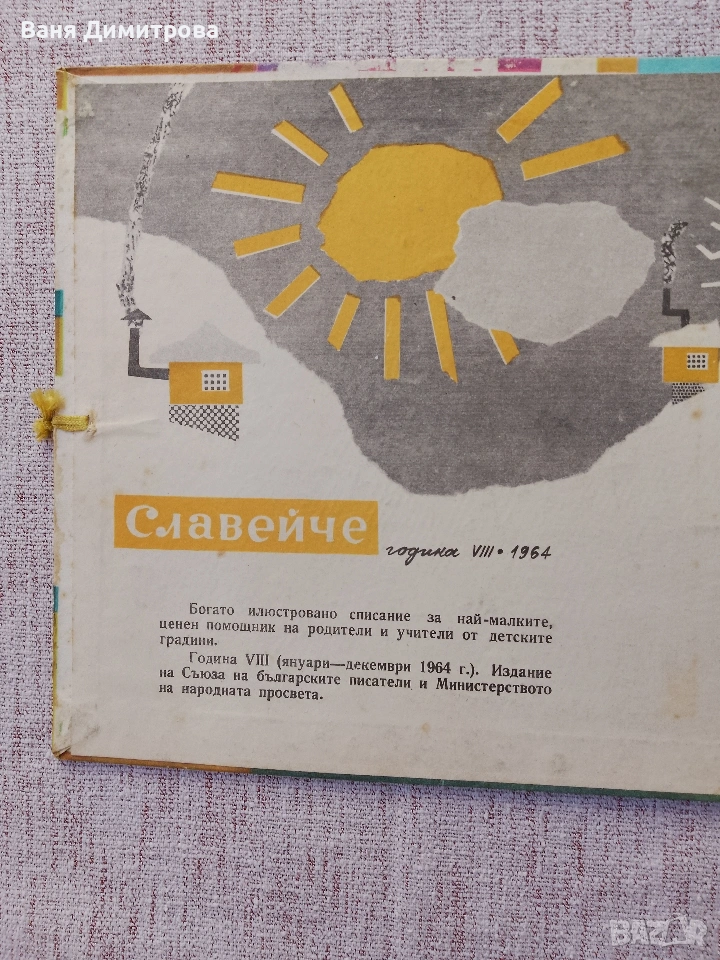 Ваня Димитрова
Славейче
година VIII • 1964
Богато илюстровано списание за най-малките,
ценен помощник на родители и учители от детските
градини.
Година VIII (януари—декември 1964 г.). Издание
на Съюза на българските писатели и Министерството
на народната просвета.
BAZAR